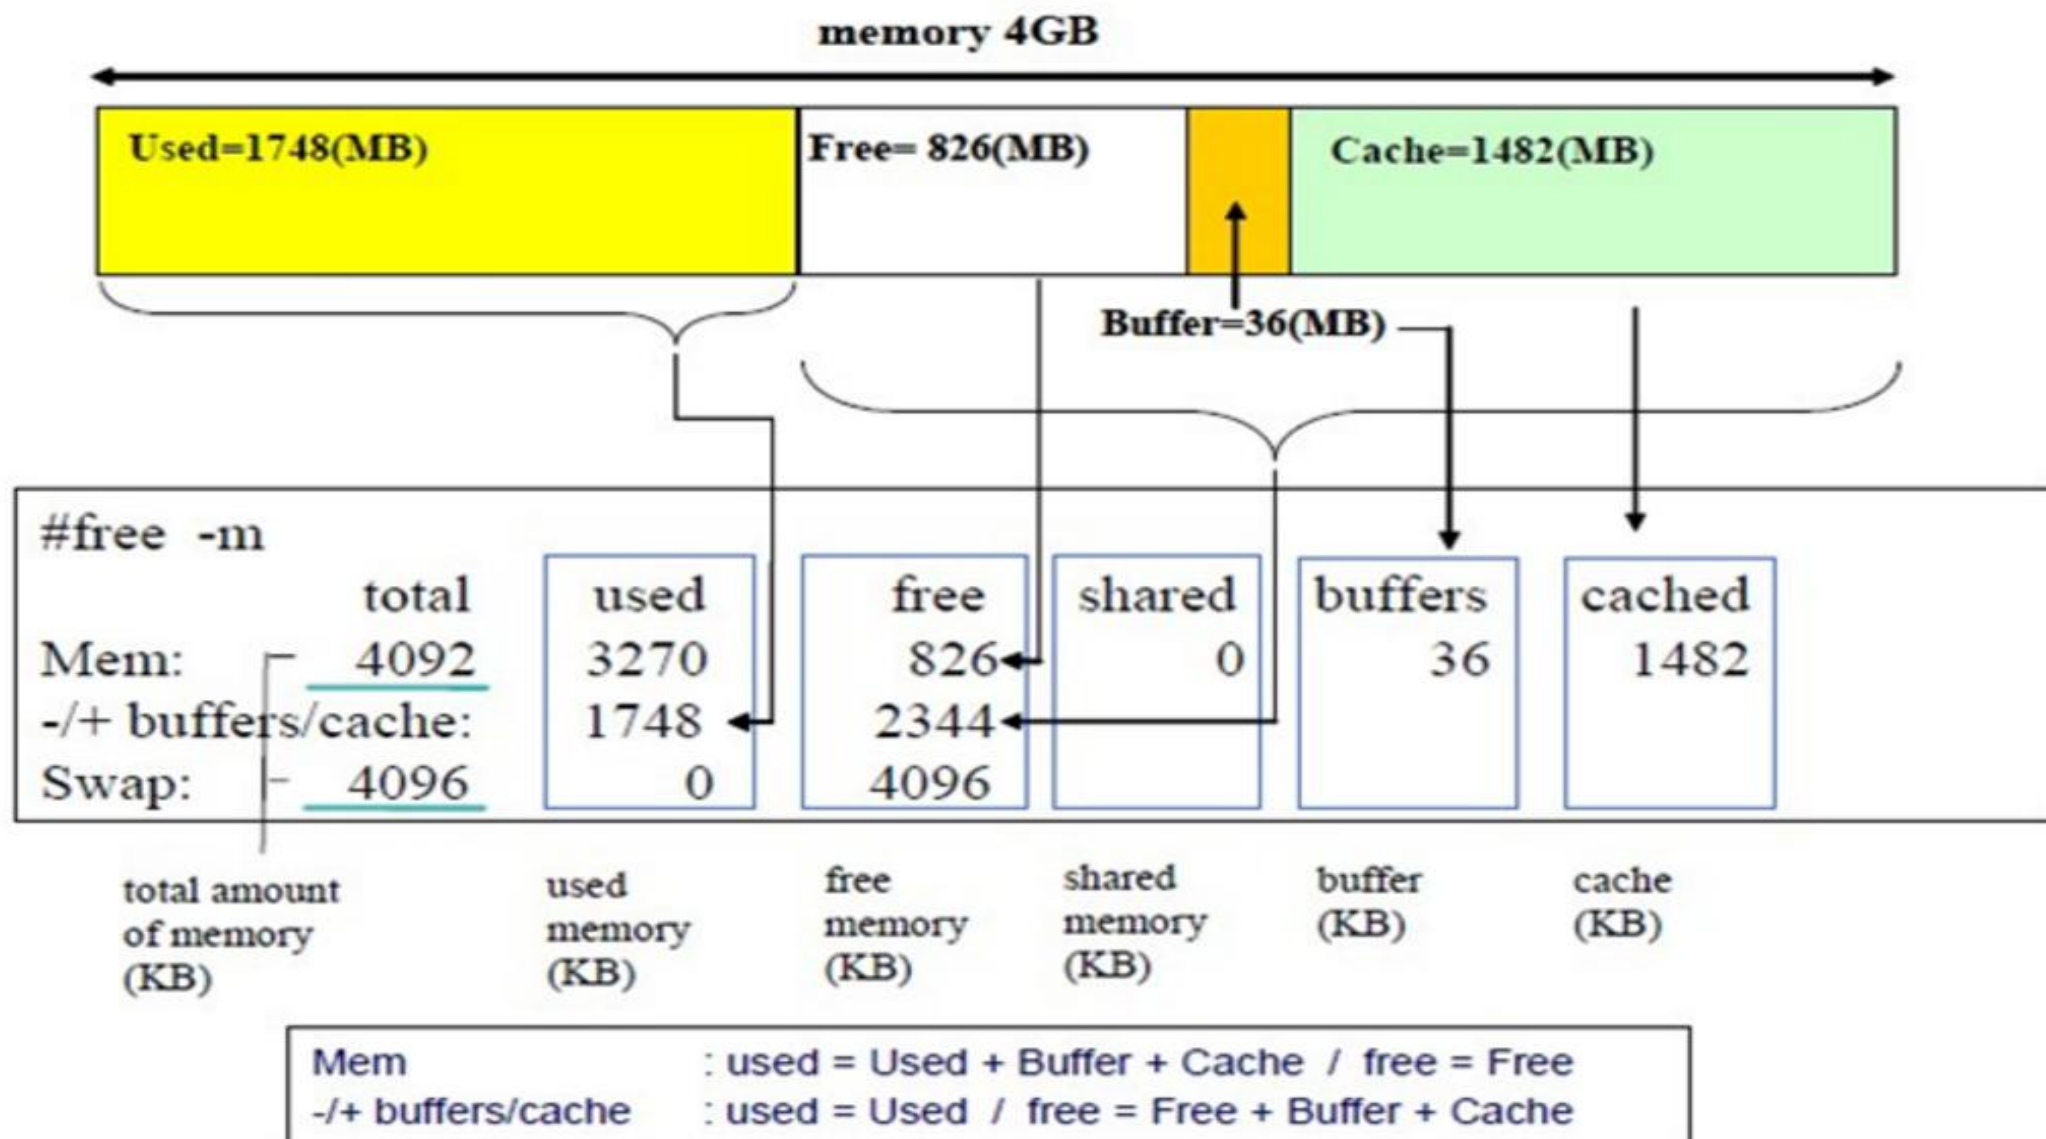 memory 4GB
Used=1748(MB) Free= 826(MB) Cache=1482(MB)
Buffer=36(MB)
#free -m
total used free shared buffers cached
Mem: 4092 3270 826 0 36 1482
-/+ buffers/cache: 1748 2344
Swap: 4096 0 4096
total amount
of memory
(KB)
used
memory
(KB)
free
memory
(KB)
shared
memory
(KB)
buffer
(KB)
cache
(KB)
Mem : used = Used + Buffer + Cache / free = Free
-/+ buffers/cache : used = Used / free = Free + Buffer + Cache